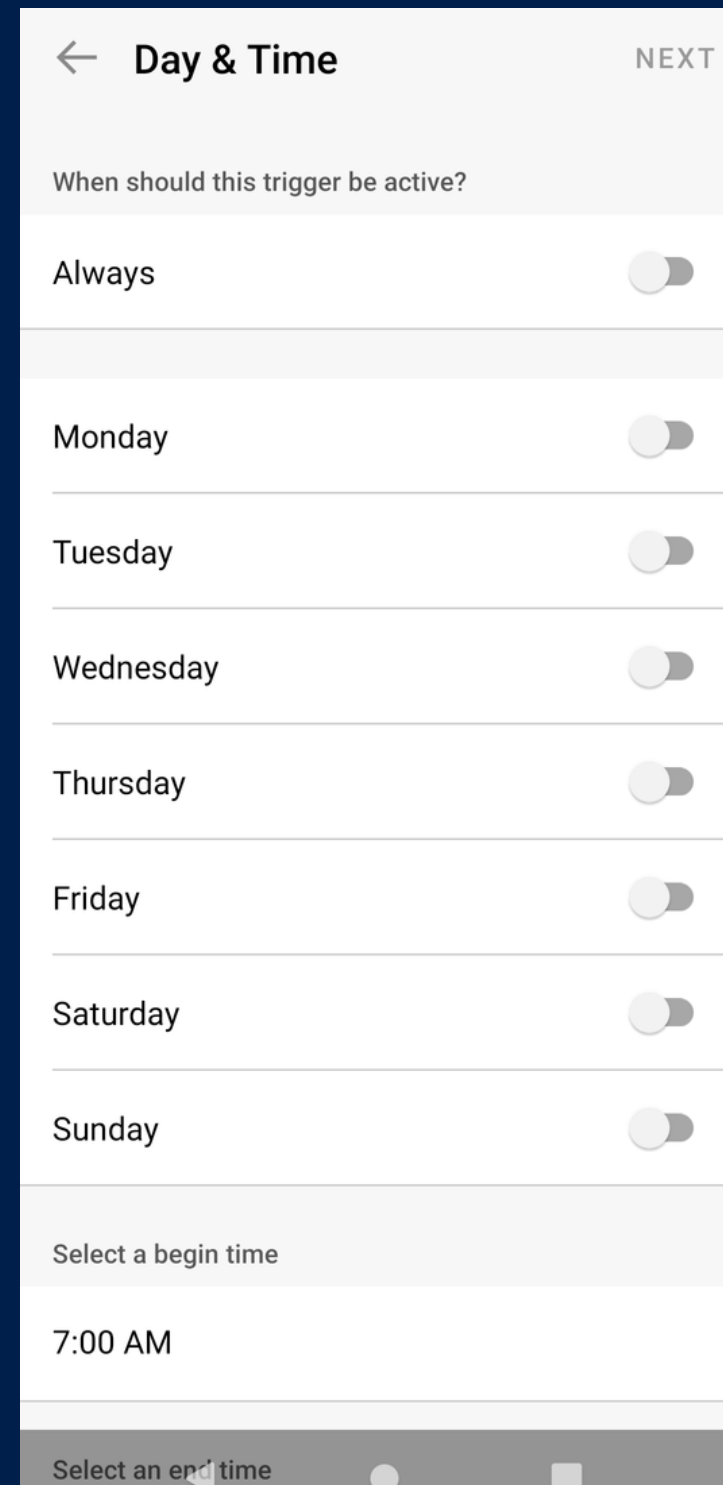 Day & Time
NEXT
When should this trigger be active?
Always
Monday
Tuesday
Wednesday
Thursday
Friday
Saturday
Sunday
Select a begin time
7:00 AM
Select an end time